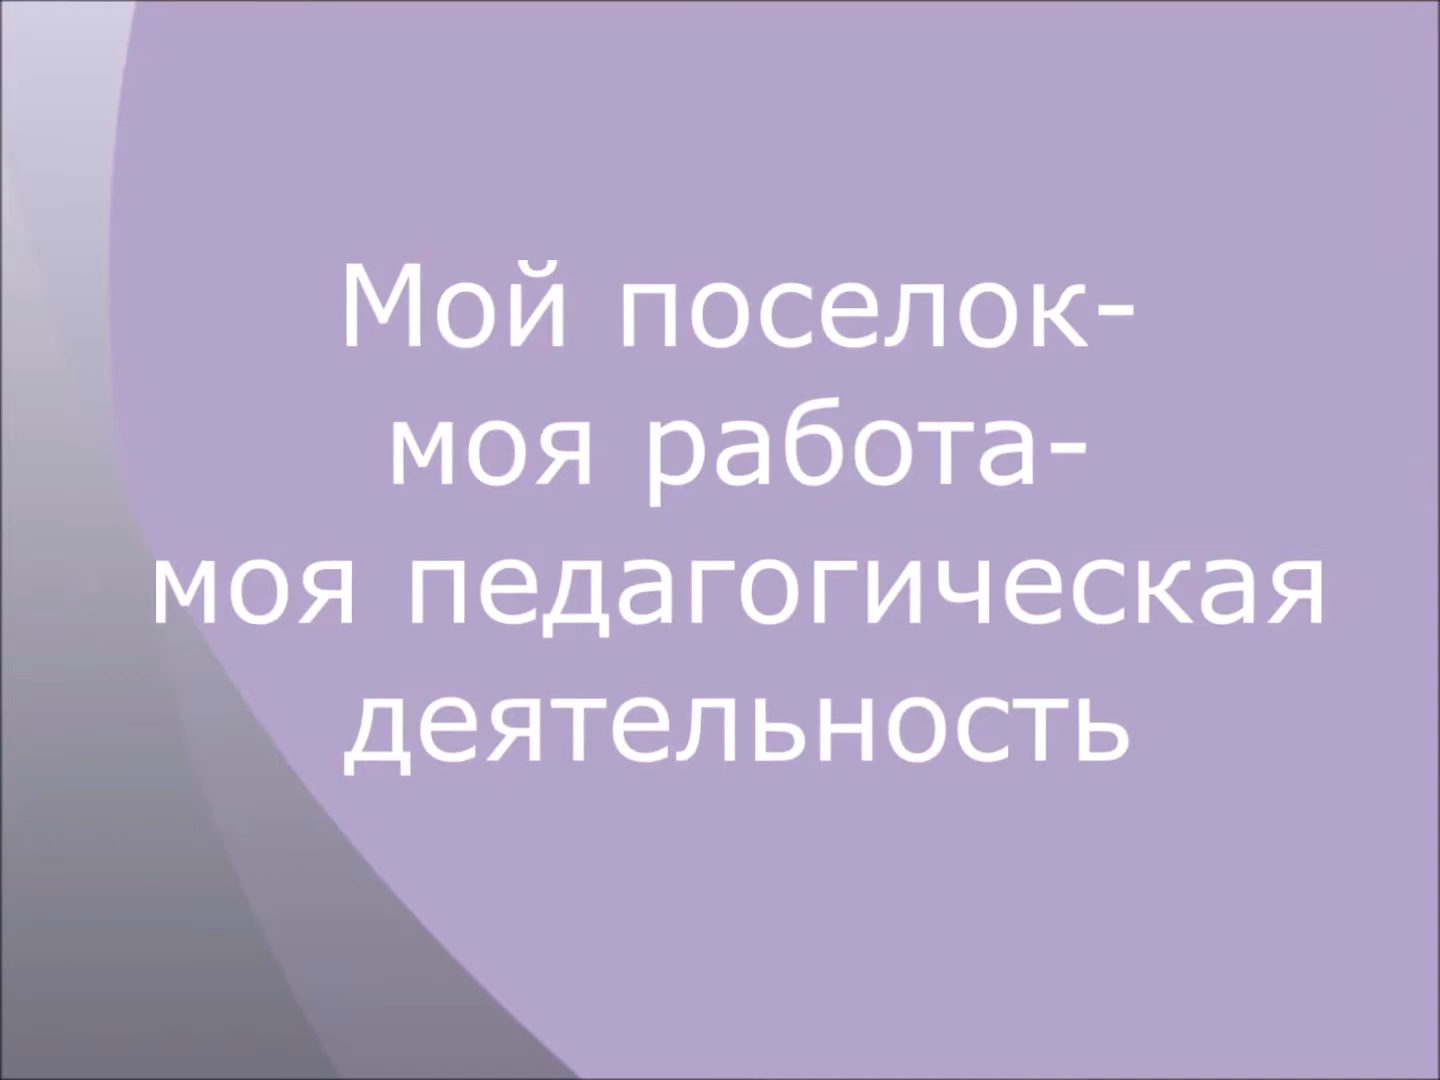 Мой поселок-
моя работа-
моя педагогическая
деятельность